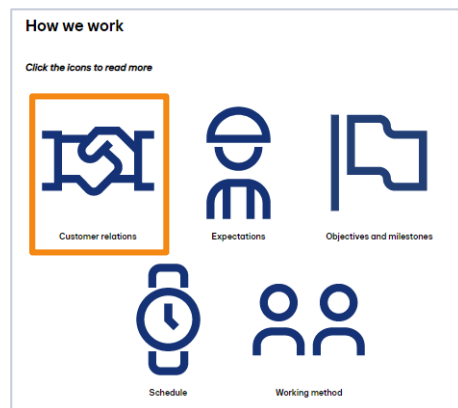 How we work
Click the icons to read more
Customer relations
Expectations
Objectives and milestones
Schedule
Working method